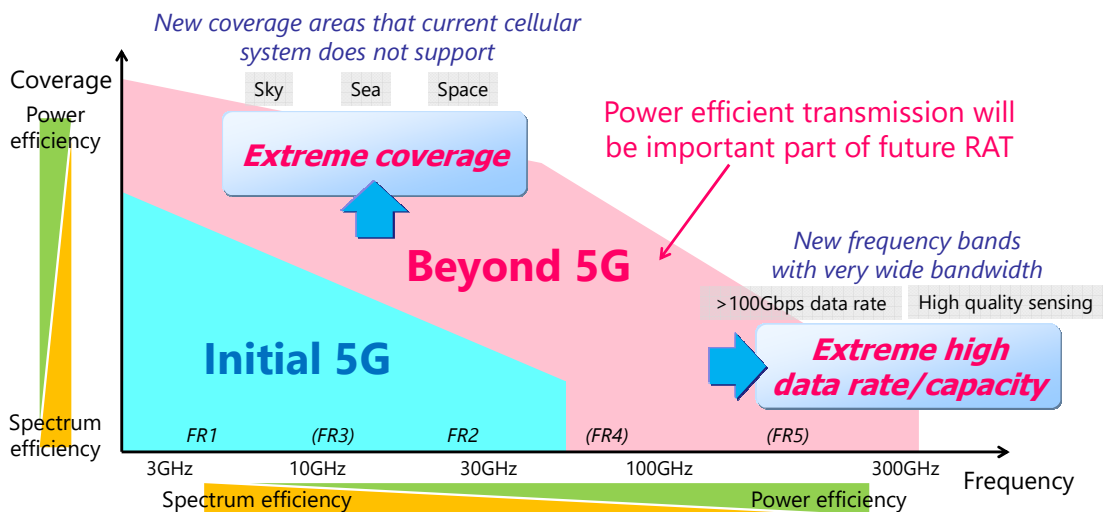 New coverage areas that current cellular
system does not support
Coverage
Sky
Sea
Space
Power
efficiency
Extreme coverage
Power efficient transmission will
be important part of future RAT
Beyond 5G
New frequency bands
with very wide bandwidth
>100Gbps data rate
High quality sensing
Initial 5G
Extreme high
data rate/capacity
Spectrum
efficiency
FR1
(FR3)
FR2
(FR4)
(FR5)
3GHz
10GHz
30GHz
100GHz
300GHz
Frequency
Spectrum efficiency
Power efficiency